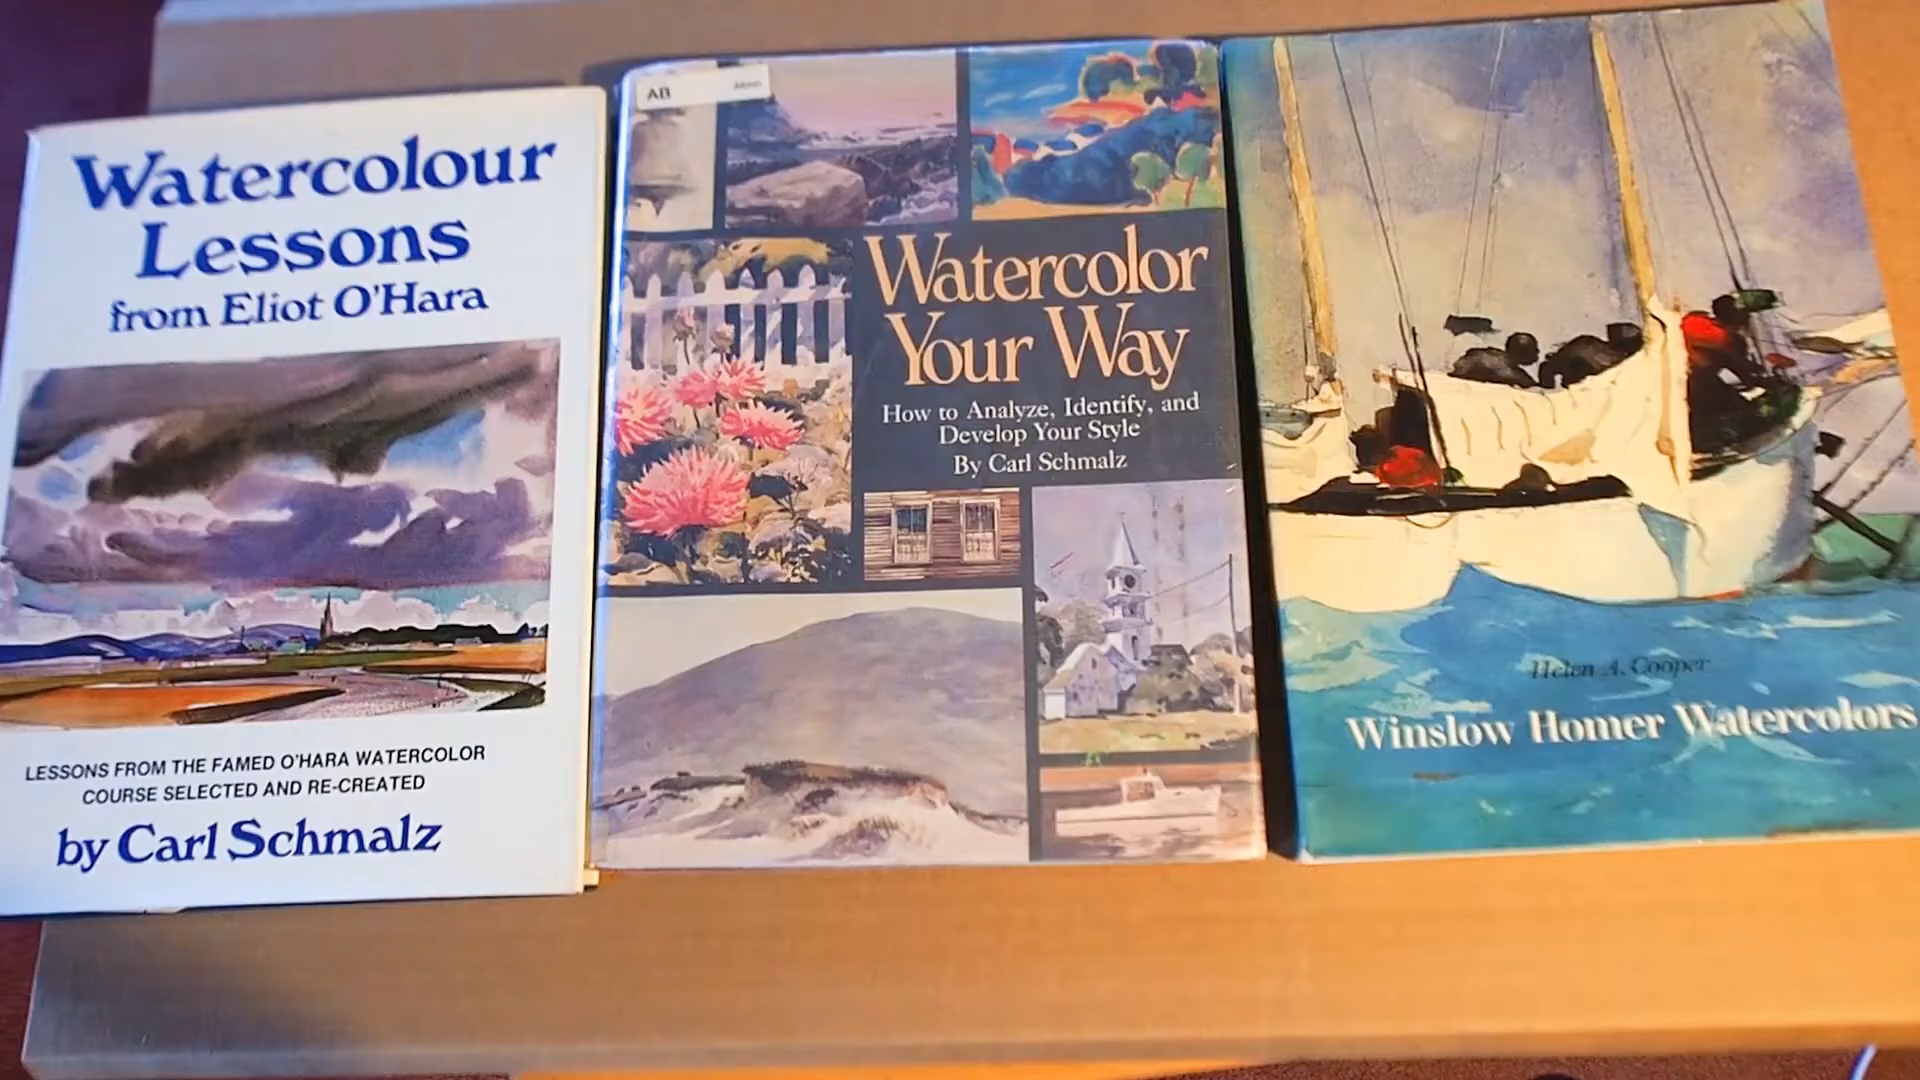 Watercolour
Lessons
from Eliot O'Hara
LESSONS FROM THE FAMED O'HARA WATERCOLOR
COURSE SELECTED AND RE-CREATED
by Carl Schmalz
AB
Watercolor
Your Way
How to Analyze, Identify, and
Develop Your Style
By Carl Schmalz
Helen A. Cooper
Winslow Homer Watercolors